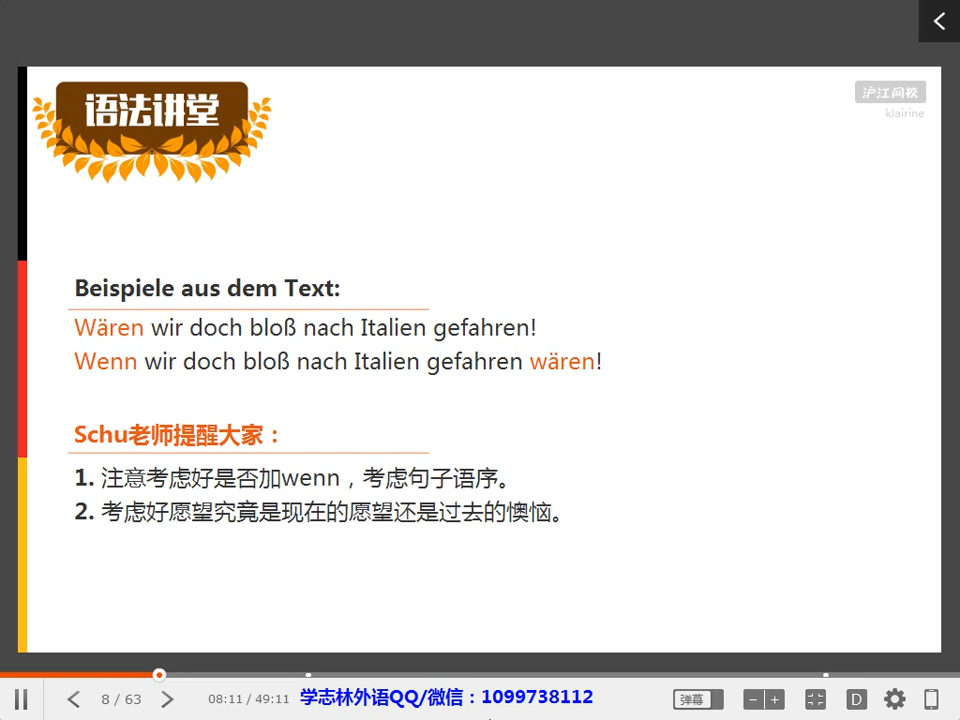 语法讲堂
沪江网校
klairine
Beispiele aus dem Text:
Wären wir doch bloß nach Italien gefahren!
Wenn wir doch bloß nach Italien gefahren wären!
Schu老师提醒大家：
1. 注意考虑好是否加wenn，考虑句子语序。
2. 考虑好愿望究竟是现在的愿望还是过去的懊恼。
8 / 63
08:11 / 49:11
学志林外语QQ/微信：1099738112
弹幕
D